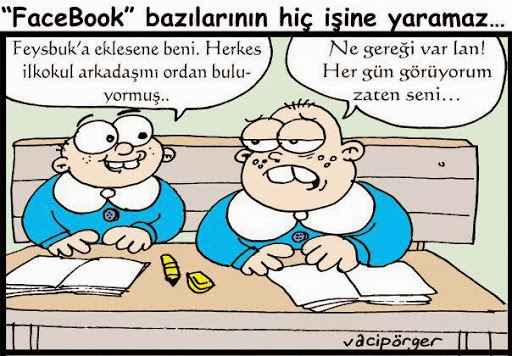 “FaceBook” bazılarının hiç işine yaramaz...
Feysbuk'a eklesene beni. Herkes
ilkokul arkadaşını ordan bulu-
yormuş..
Ne gereği var lan!
Her gün görüyorum
zaten seni...
vacipörger